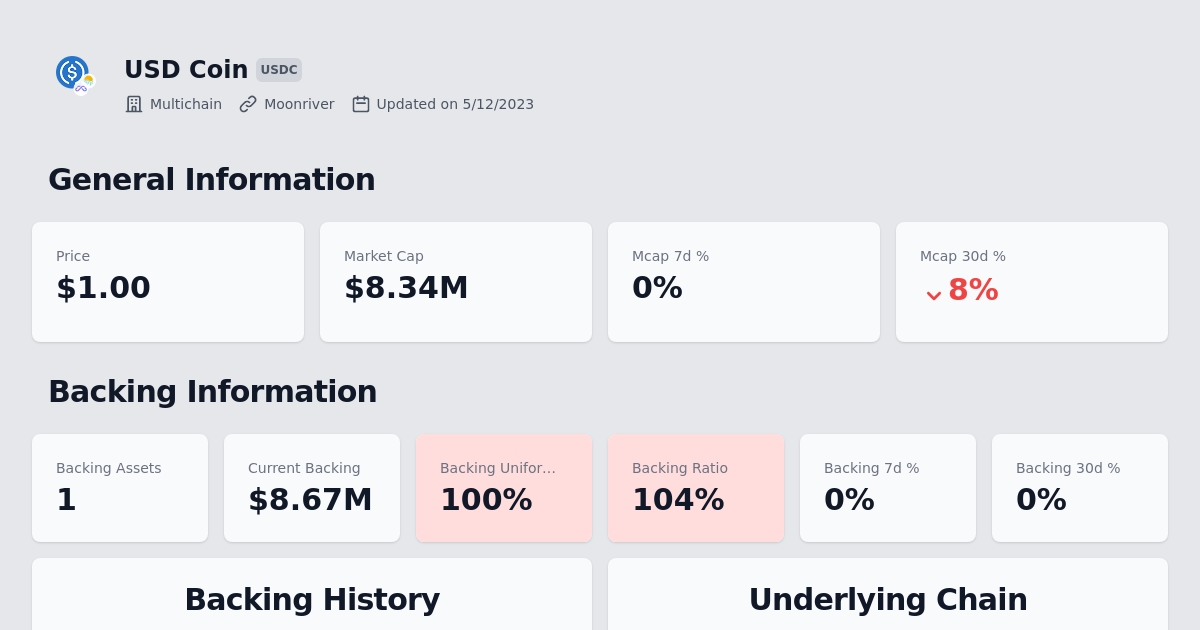 USD Coin USDC
Multichain Moonriver Updated on 5/12/2023
General Information
Price Market Cap Mcap 7d % Mcap 30d %
$1.00 $8.34M 0% 8%
Backing Information
Backing Assets Current Backing Backing Unifor... Backing Ratio Backing 7d % Backing 30d %
1 $8.67M 100% 104% 0% 0%
Backing History Underlying Chain